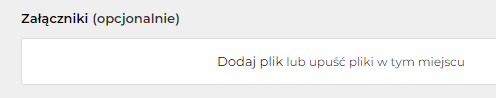 Załączniki (opcjonalnie)
Dodaj plik lub upuść pliki w tym miejscu